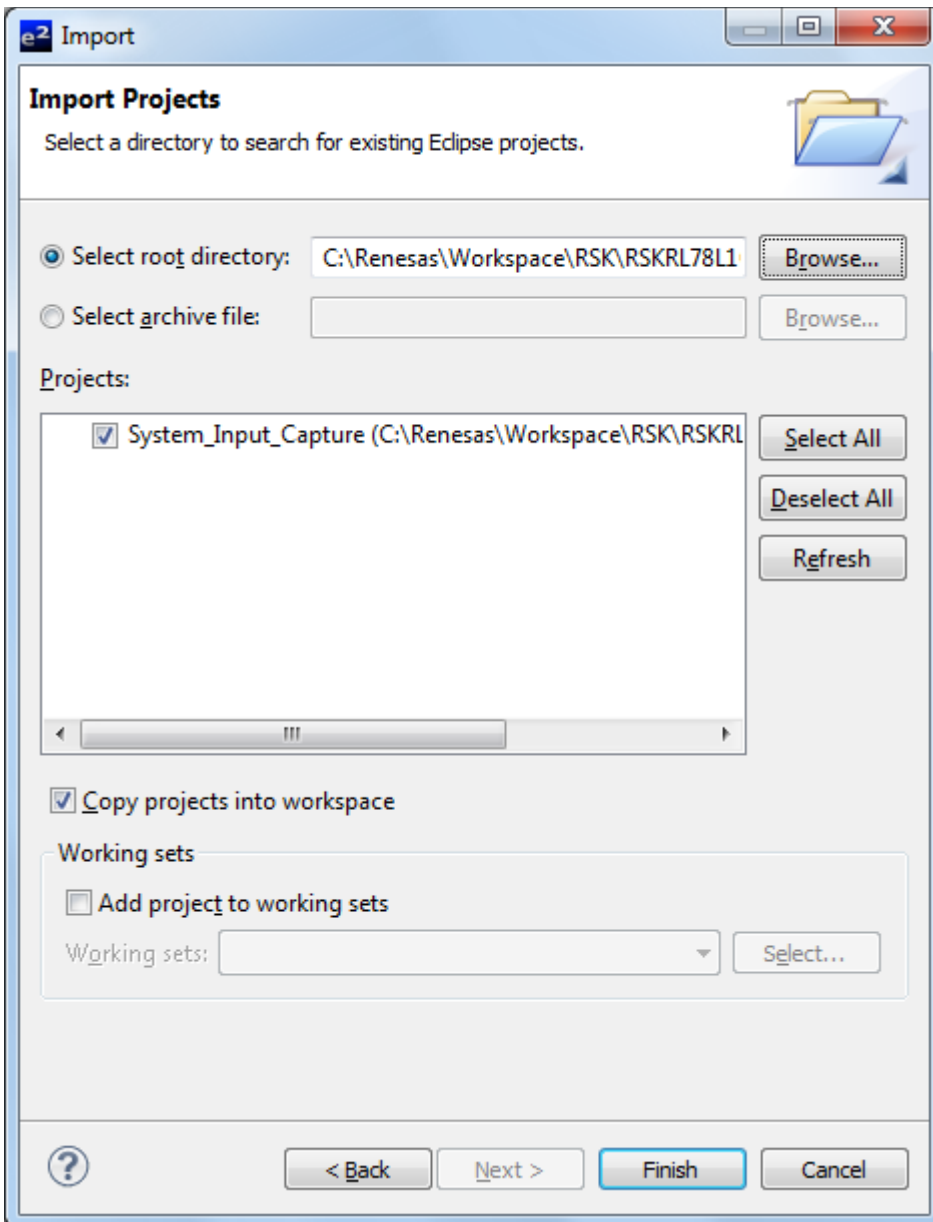 e² Import
Import Projects
Select a directory to search for existing Eclipse projects.
Select root directory: C:\Renesas\Workspace\RSK\RSKRL78L1 Browse...
Select archive file: Browse...
Projects:
System_Input_Capture (C:\Renesas\Workspace\RSK\RSKRL
Select All
Deselect All
Refresh
Copy projects into workspace
Working sets
Add project to working sets
Working sets: Select...
? < Back Next > Finish Cancel